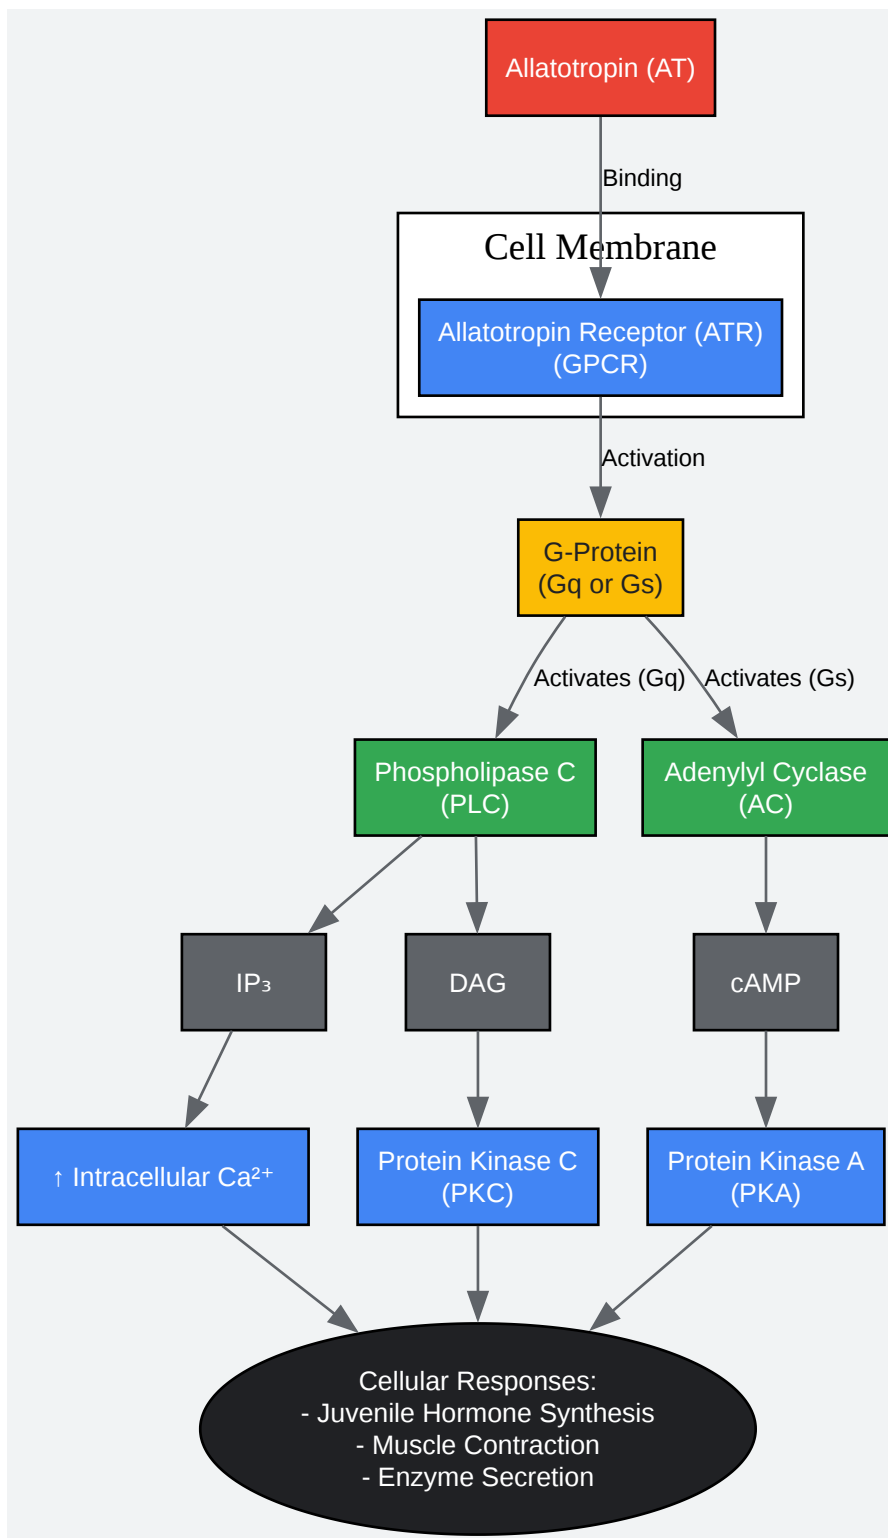 Allatotropin (AT)
Binding
Cell Membrane
Allatotropin Receptor (ATR)
(GPCR)
Activation
G-Protein
(Gq or Gs)
Activates (Gq)
Activates (Gs)
Phospholipase C
(PLC)
Adenylyl Cyclase
(AC)
IP₃
DAG
cAMP
↑ Intracellular Ca²⁺
Protein Kinase C
(PKC)
Protein Kinase A
(PKA)
Cellular Responses:
- Juvenile Hormone Synthesis
- Muscle Contraction
- Enzyme Secretion